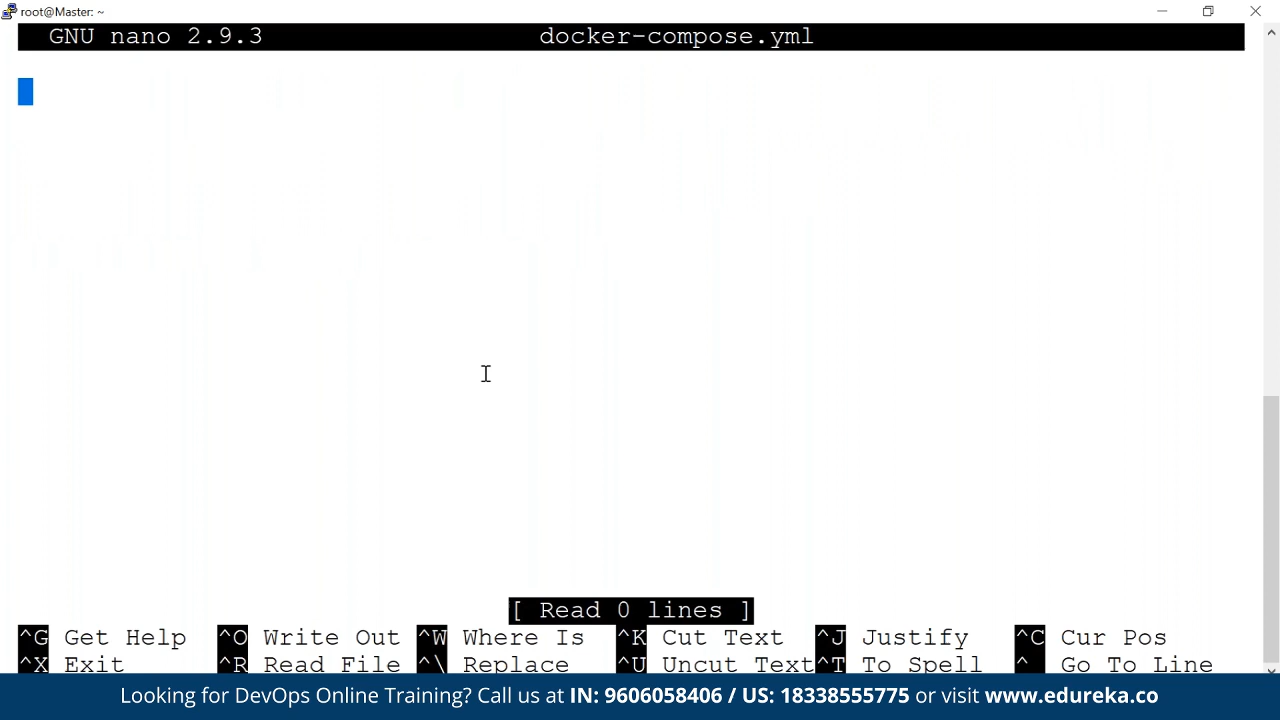 root@Master: ~
GNU nano 2.9.3 docker-compose.yml
[ Read 0 lines ]
^G Get Help ^O Write Out ^W Where Is ^K Cut Text ^J Justify ^C Cur Pos
^X Exit ^R Read File ^\ Replace ^U Uncut Text^T To Spell ^ Go To Line
Looking for DevOps Online Training? Call us at IN: 9606058406 / US: 18338555775 or visit www.edureka.co